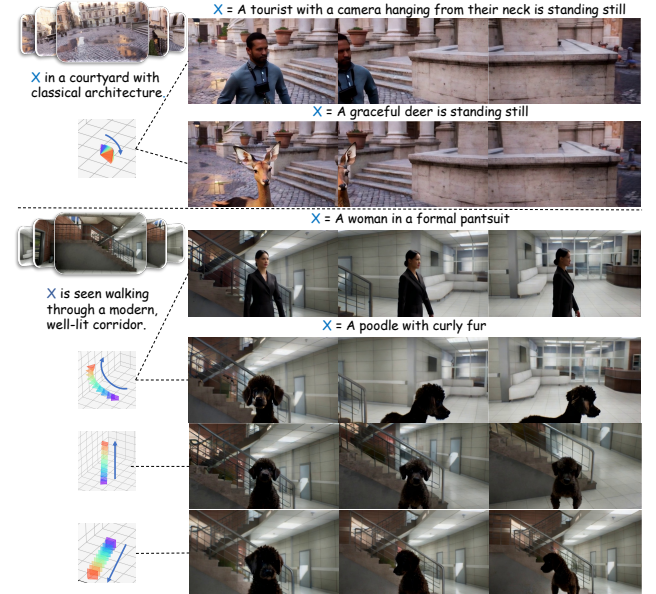 X = A tourist with a camera hanging from their neck is standing still
X in a courtyard with
classical architecture.
X = A graceful deer is standing still
X = A woman in a formal pantsuit
X is seen walking
through a modern,
well-lit corridor.
X = A poodle with curly fur